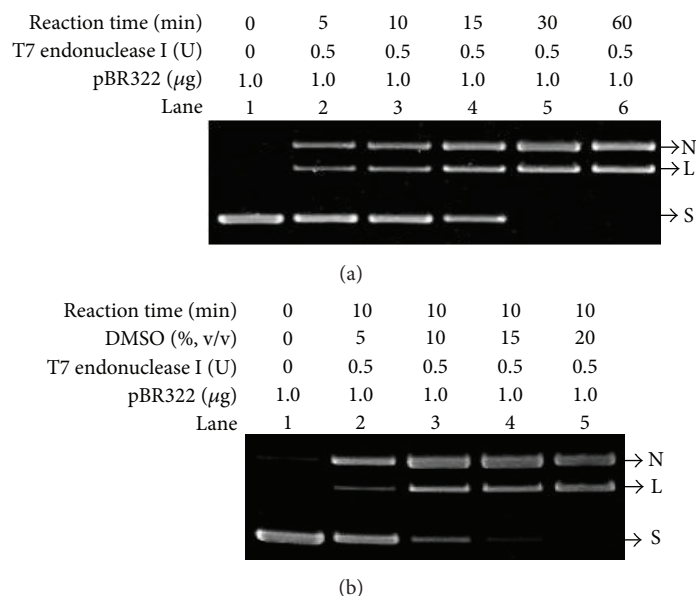 Reaction time (min) 0 5 10 15 30 60
T7 endonuclease I (U) 0 0.5 0.5 0.5 0.5 0.5
pBR322 (μg) 1.0 1.0 1.0 1.0 1.0 1.0
Lane 1 2 3 4 5 6
→N
→L
→S
(a)
Reaction time (min) 0 10 10 10 10
DMSO (%, v/v) 0 5 10 15 20
T7 endonuclease I (U) 0 0.5 0.5 0.5 0.5
pBR322 (μg) 1.0 1.0 1.0 1.0 1.0
Lane 1 2 3 4 5
→N
→L
→S
(b)